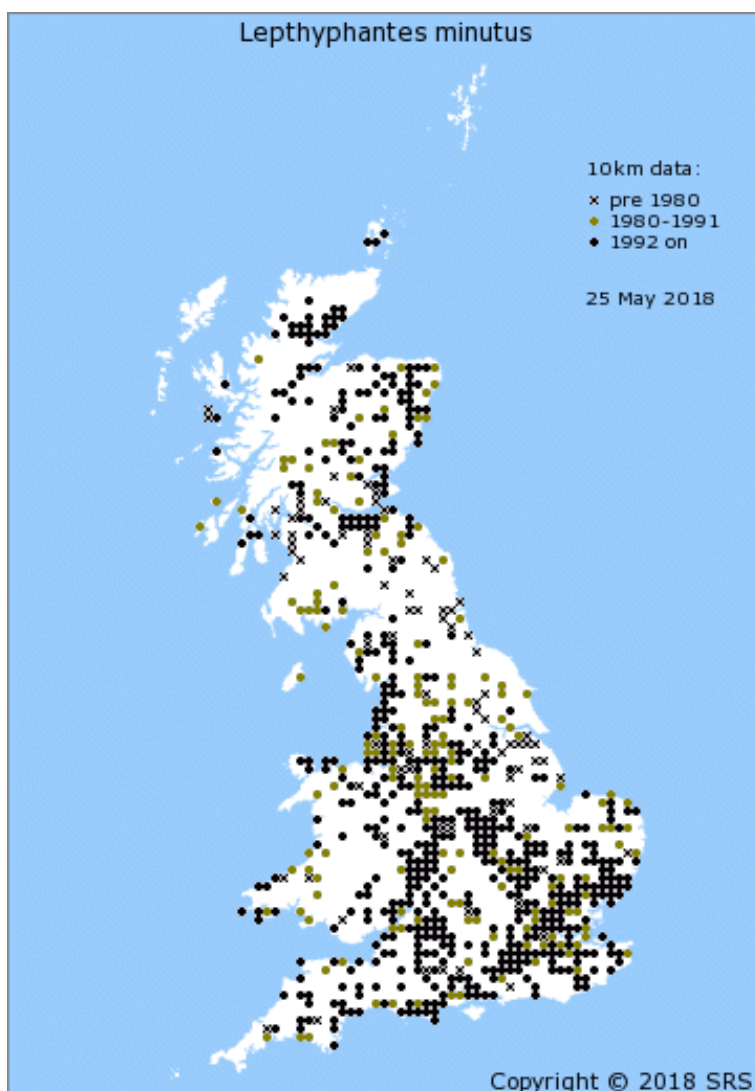 Lepthyphantes minutus
10km data:
× pre 1980
● 1980-1991
● 1992 on
25 May 2018
Copyright © 2018 SRS